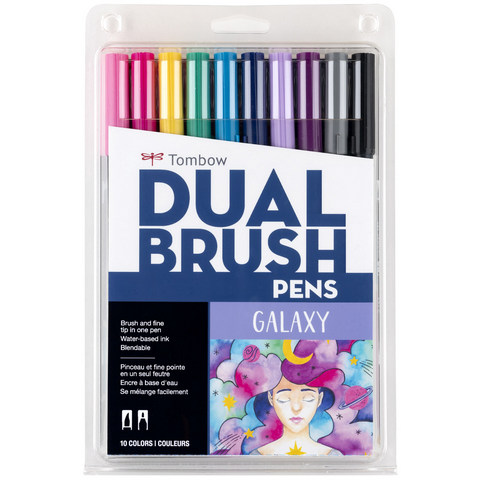 Tombow
DUAL
BRUSH
PENS
GALAXY
Brush and fine
tip in one pen
Water-based ink
Blendable
Pinceau et fine pointe
en un seul feutre
Encre à base d'eau
Se mélange facilement
10 COLORS | COULEURS